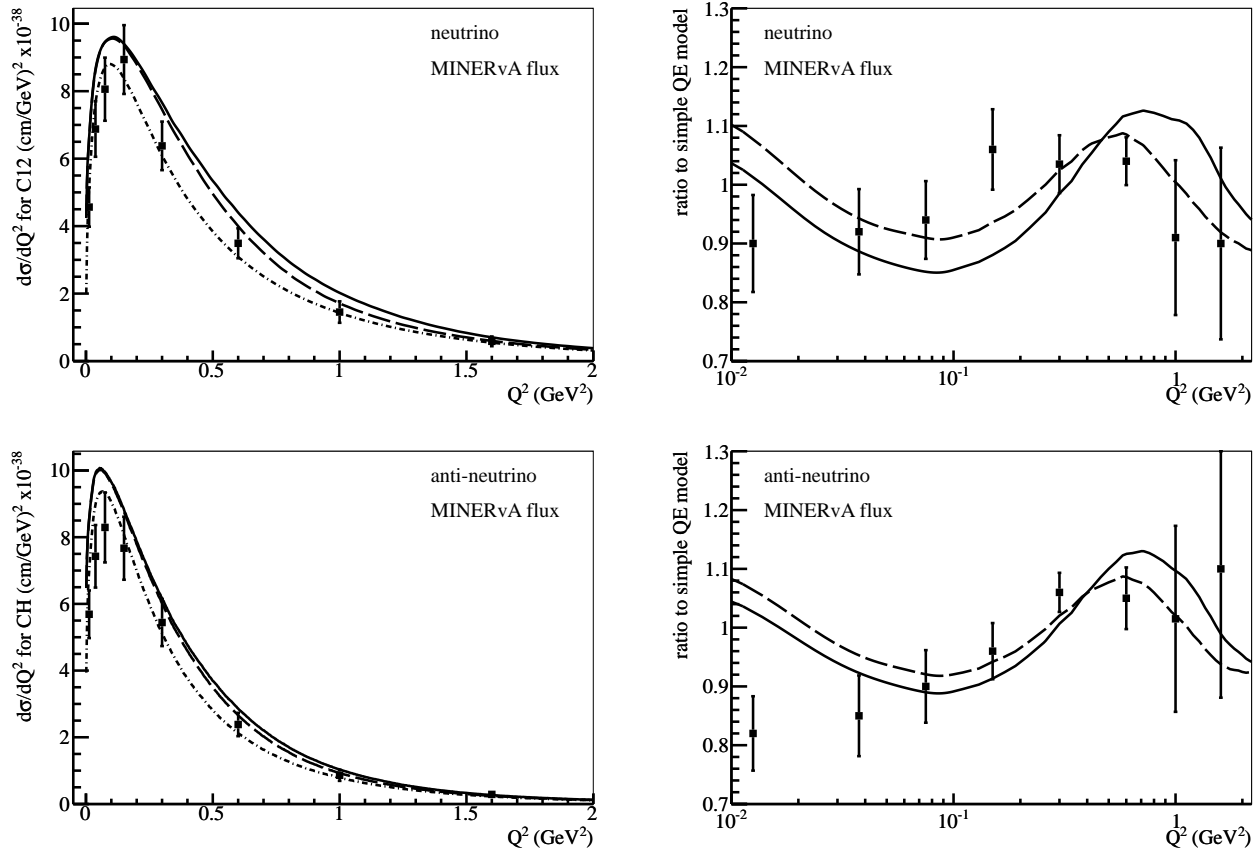 dσ/dQ² for C12 (cm/GeV)² x10⁻³⁸
10
8
6
4
2
0
neutrino
MINERvA flux
0 0.5 1 1.5 2
Q² (GeV²)
ratio to simple QE model
1.3
1.2
1.1
1
0.9
0.8
0.7
neutrino
MINERvA flux
10⁻² 10⁻¹ 1
Q² (GeV²)
dσ/dQ² for CH (cm/GeV)² x10⁻³⁸
10
8
6
4
2
0
anti-neutrino
MINERvA flux
0 0.5 1 1.5 2
Q² (GeV²)
ratio to simple QE model
1.3
1.2
1.1
1
0.9
0.8
0.7
anti-neutrino
MINERvA flux
10⁻² 10⁻¹ 1
Q² (GeV²)